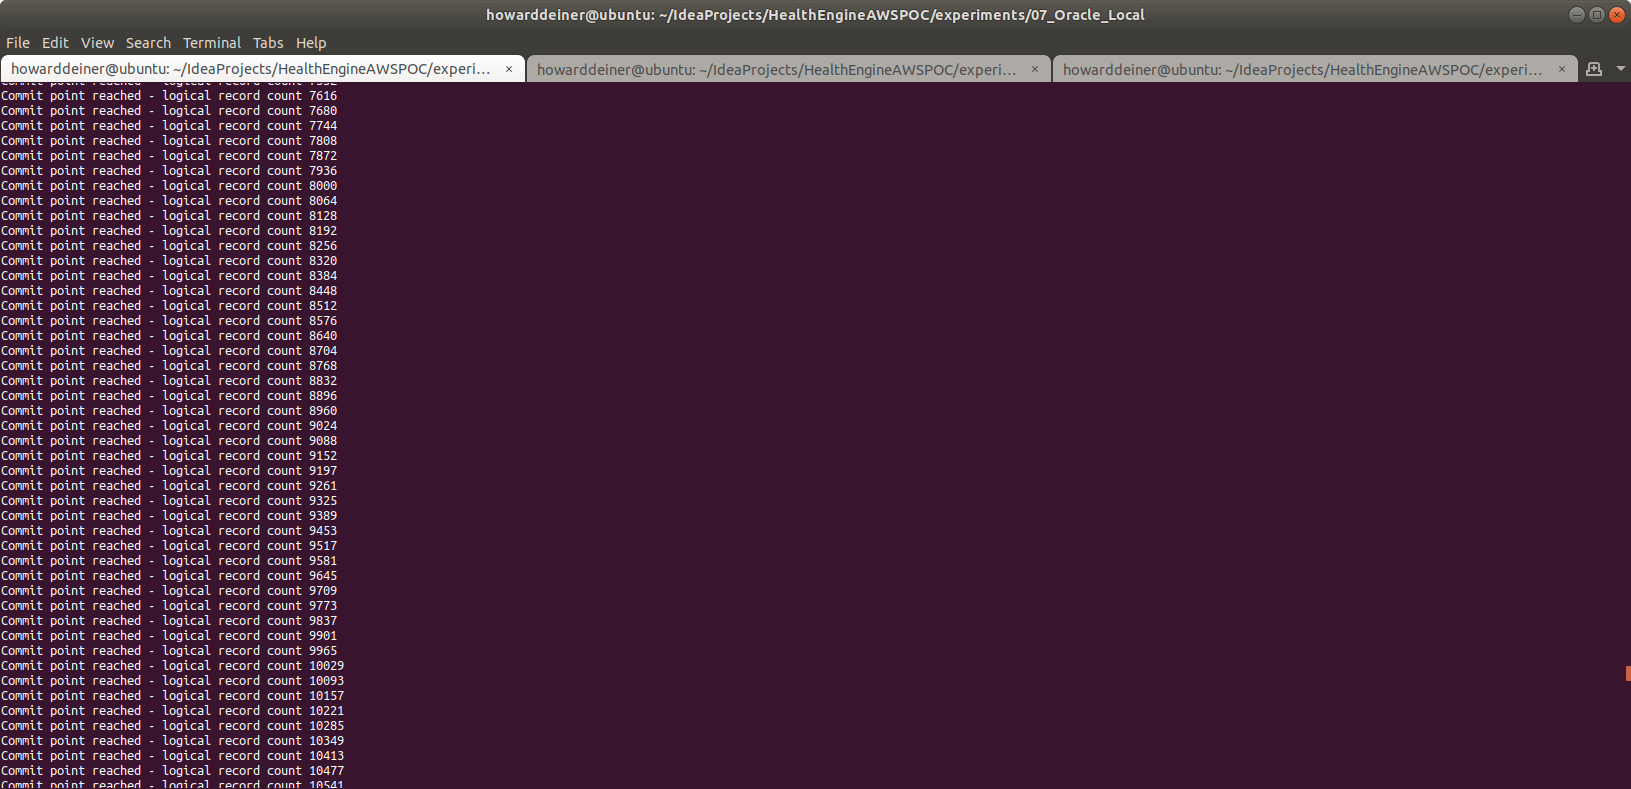 howarddeiner@ubuntu: ~/IdeaProjects/HealthEngineAWSPOC/experiments/07_Oracle_Local
File Edit View Search Terminal Tabs Help
howarddeiner@ubuntu: ~/IdeaProjects/HealthEngineAWSPOC/experi... × howarddeiner@ubuntu: ~/IdeaProjects/HealthEngineAWSPOC/experi... × howarddeiner@ubuntu: ~/IdeaProjects/HealthEngineAWSPOC/experi... ×
Commit point reached - logical record count
Commit point reached - logical record count 7616
Commit point reached - logical record count 7680
Commit point reached - logical record count 7744
Commit point reached - logical record count 7808
Commit point reached - logical record count 7872
Commit point reached - logical record count 7936
Commit point reached - logical record count 8000
Commit point reached - logical record count 8064
Commit point reached - logical record count 8128
Commit point reached - logical record count 8192
Commit point reached - logical record count 8256
Commit point reached - logical record count 8320
Commit point reached - logical record count 8384
Commit point reached - logical record count 8448
Commit point reached - logical record count 8512
Commit point reached - logical record count 8576
Commit point reached - logical record count 8640
Commit point reached - logical record count 8704
Commit point reached - logical record count 8768
Commit point reached - logical record count 8832
Commit point reached - logical record count 8896
Commit point reached - logical record count 8960
Commit point reached - logical record count 9024
Commit point reached - logical record count 9088
Commit point reached - logical record count 9152
Commit point reached - logical record count 9197
Commit point reached - logical record count 9261
Commit point reached - logical record count 9325
Commit point reached - logical record count 9389
Commit point reached - logical record count 9453
Commit point reached - logical record count 9517
Commit point reached - logical record count 9581
Commit point reached - logical record count 9645
Commit point reached - logical record count 9709
Commit point reached - logical record count 9773
Commit point reached - logical record count 9837
Commit point reached - logical record count 9901
Commit point reached - logical record count 9965
Commit point reached - logical record count 10029
Commit point reached - logical record count 10093
Commit point reached - logical record count 10157
Commit point reached - logical record count 10221
Commit point reached - logical record count 10285
Commit point reached - logical record count 10349
Commit point reached - logical record count 10413
Commit point reached - logical record count 10477
Commit point reached - logical record count 10541